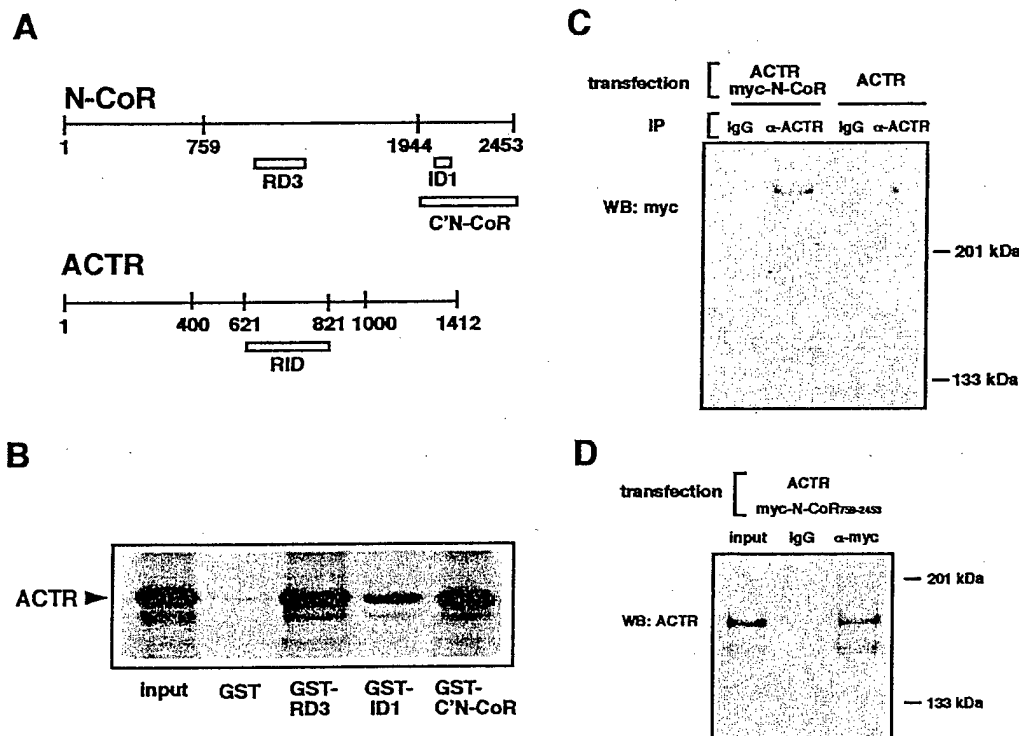 A
N-CoR
1 759 1944 2453
RD3 ID1
C'N-CoR
ACTR
1 400 621 821 1000 1412
RID
B
ACTR
input GST GST-RD3 GST-ID1 GST-C'N-CoR
C
transfection
ACTR
myc-N-CoR
ACTR
IP
IgG α-ACTR IgG α-ACTR
WB: myc
201 kDa
133 kDa
D
transfection
ACTR
myc-N-CoR759-2453
input IgG α-myc
WB: ACTR
201 kDa
133 kDa